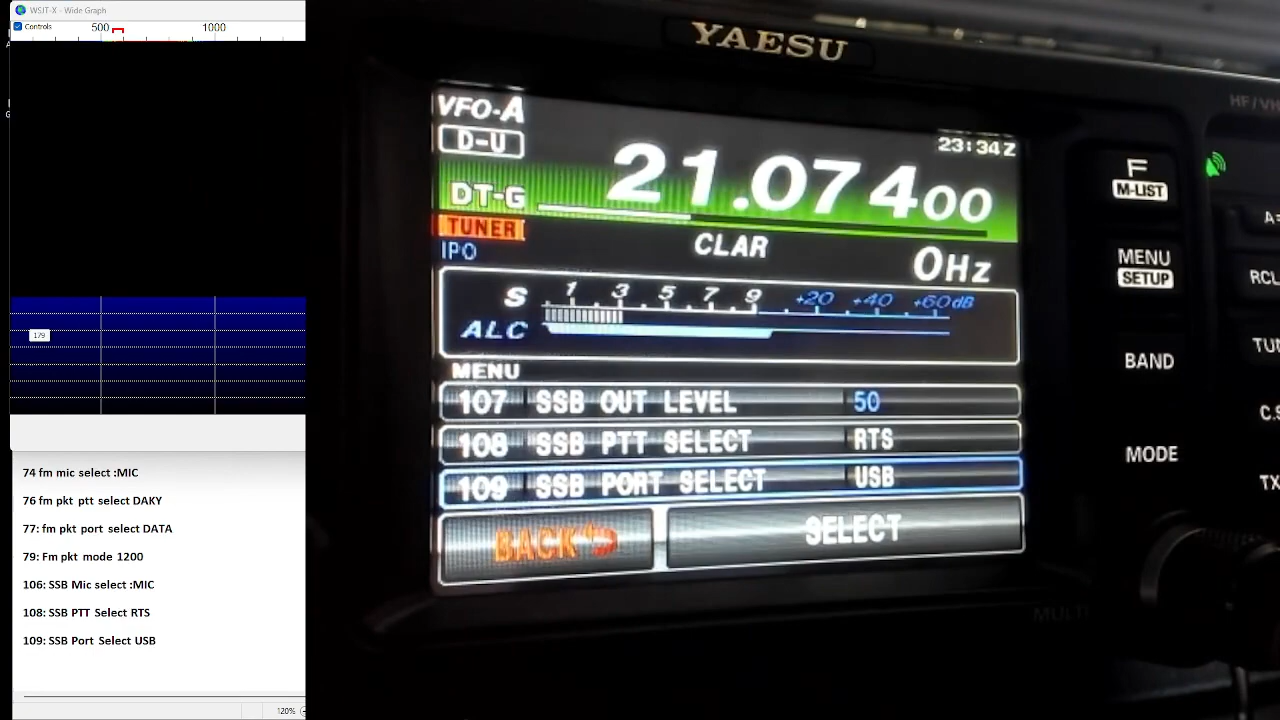 WSJT-X - Wide Graph
Controls
500
1000
179
74 fm mic select :MIC
76 fm pkt ptt select DAKY
77: fm pkt port select DATA
79: Fm pkt mode 1200
106: SSB Mic select :MIC
108: SSB PTT Select RTS
109: SSB Port Select USB
120%
YAESU
VFO-A
D-U
23:34Z
21.07400
DT-G
TUNER
IPO
CLAR
0Hz
S 1 3 5 7 9 +20 +40 +60dB
ALC
MENU
107 SSB OUT LEVEL 50
108 SSB PTT SELECT RTS
109 SSB PORT SELECT USB
BACK
SELECT
HF/VH
F
M-LIST
MENU
SETUP
BAND
MODE
A=
RCL
TUN
C.S
TX
MULTI